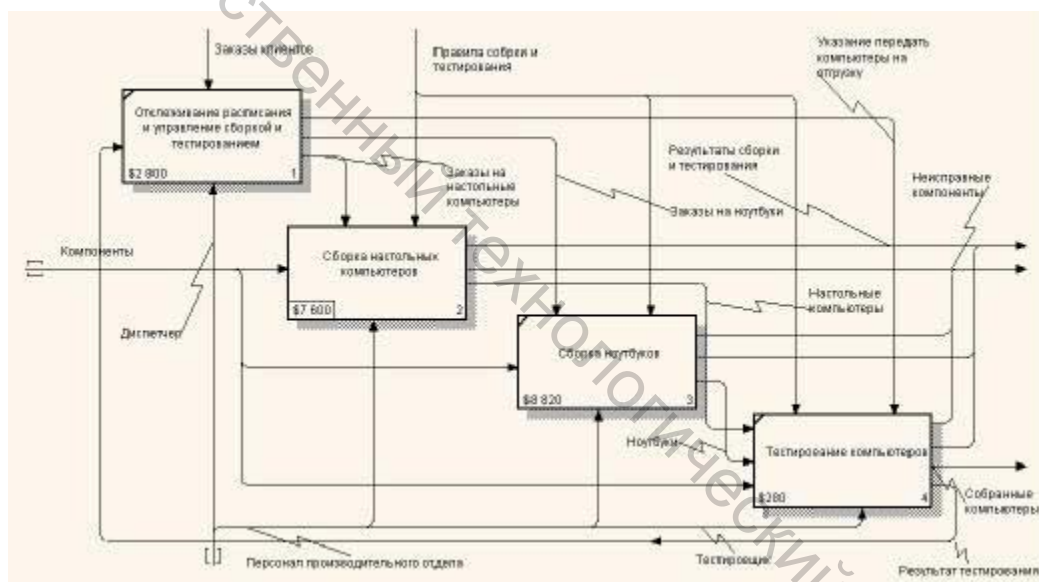 СТВЕННЫЙ ТЕХНОЛОГИЧЕСКИЙ
Заказы клиентов
Правила собрки и
тестирования
Указание передать
компьютеры на
отгрузку
Отслеживание расписания
и управление сборкой и
тестированием
$2 800
1
Заказы на
настольные
компьютеры
Результаты сборки
и тестирования
Неисправные
компоненты
Заказы на ноутбуки
Компоненты
Сборка настольных
компьютеров
$7 600
2
Настольные
компьютеры
Диспетчер
Сборка ноутбуков
$8 820
3
Ноутбуки
Тестирование компьютеров
$280
4
Собранные
компьютеры
Персонал производительного отдела
Тестировщик
Результат тестирования